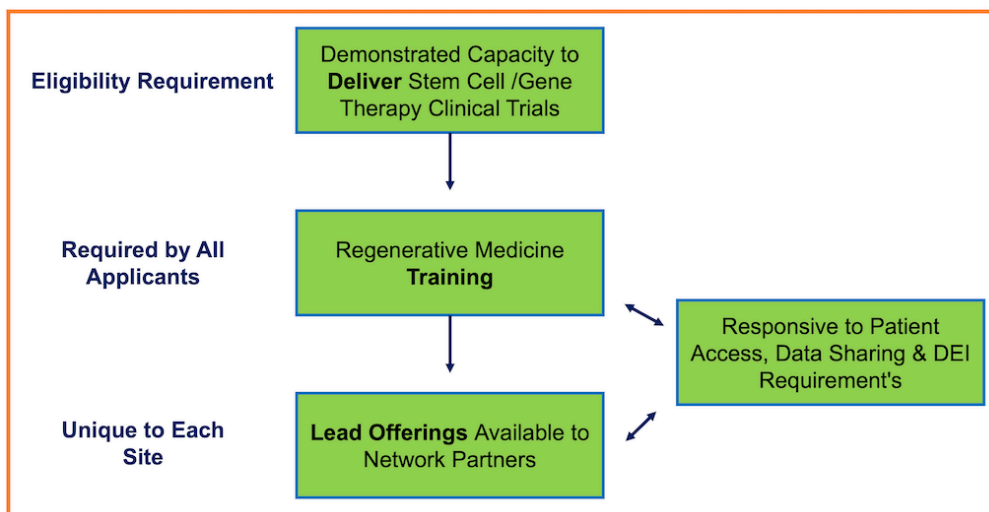 Eligibility Requirement
Demonstrated Capacity to
Deliver Stem Cell /Gene
Therapy Clinical Trials
Required by All
Applicants
Regenerative Medicine
Training
Responsive to Patient
Access, Data Sharing & DEI
Requirement's
Unique to Each
Site
Lead Offerings Available to
Network Partners